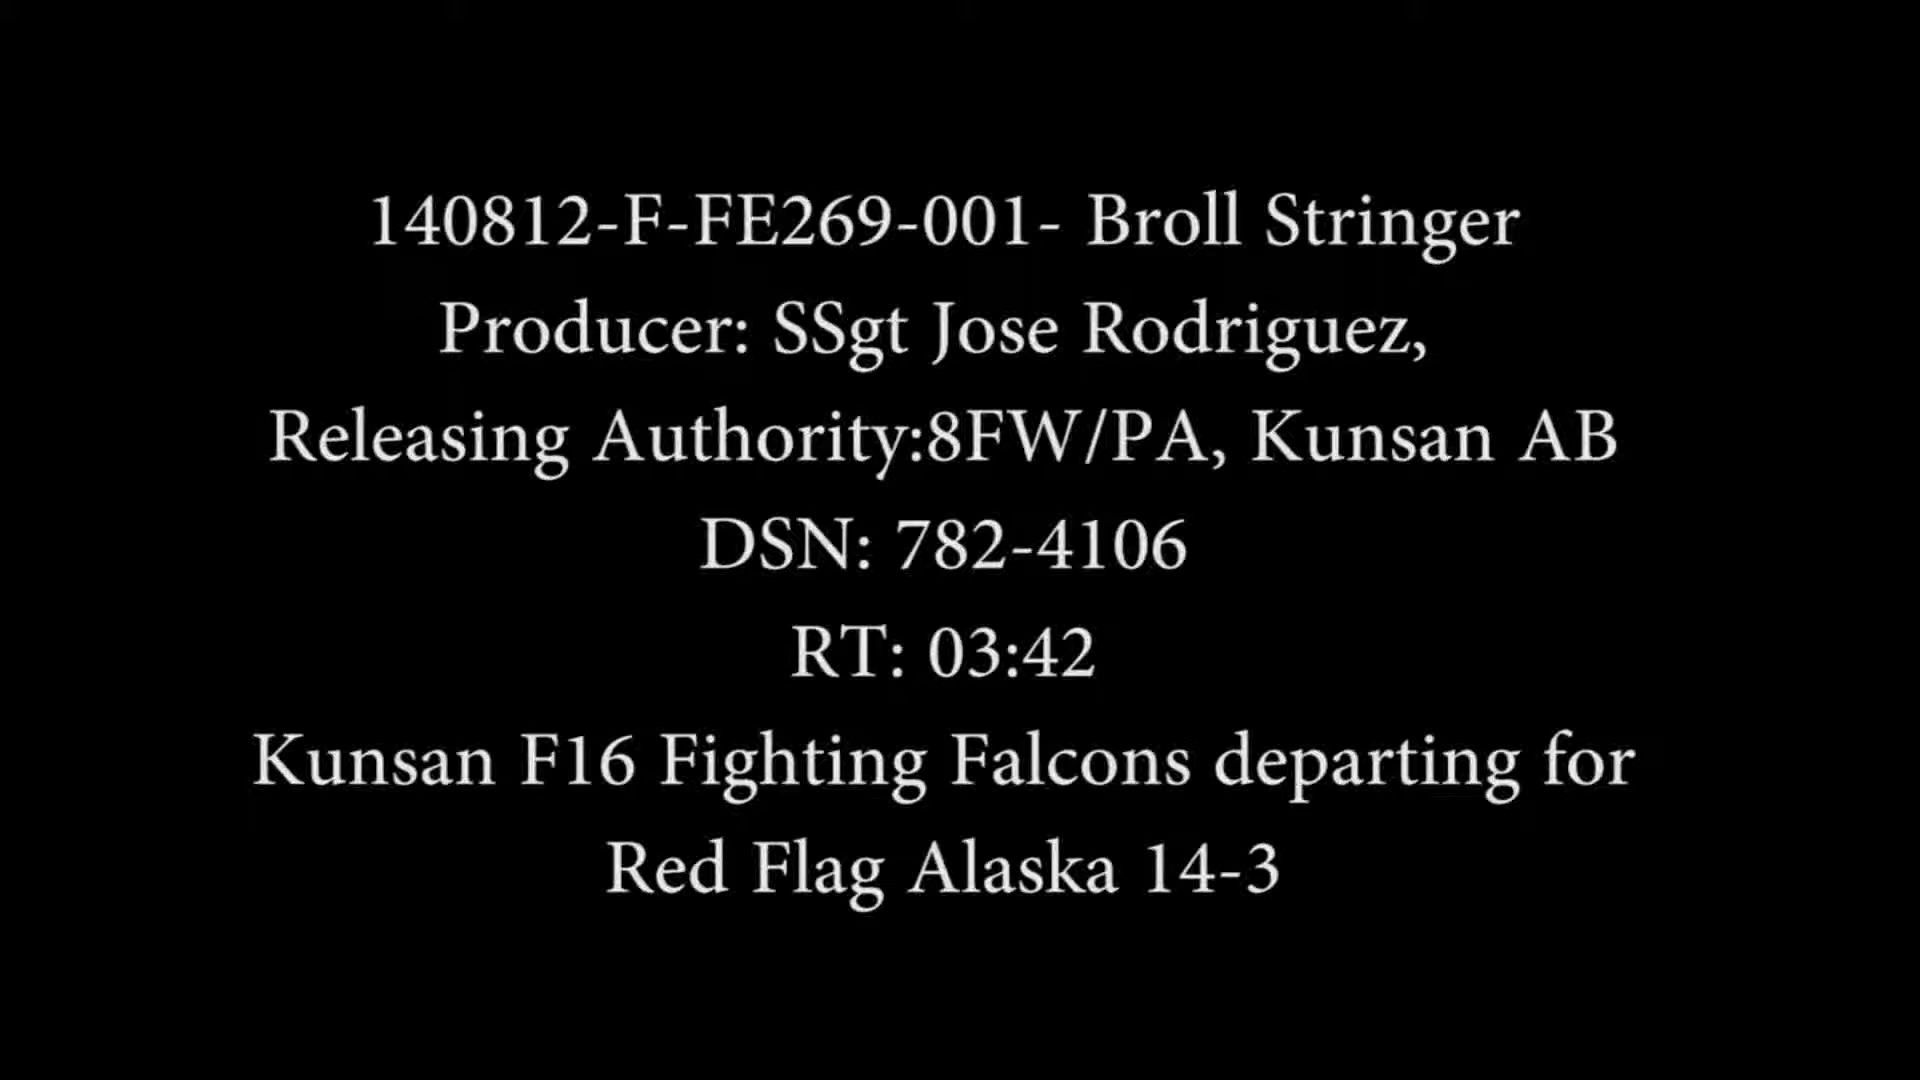 140812-F-FE269-001- Broll Stringer
Producer: SSgt Jose Rodriguez,
Releasing Authority:8FW/PA, Kunsan AB
DSN: 782-4106
RT: 03:42
Kunsan F16 Fighting Falcons departing for
Red Flag Alaska 14-3